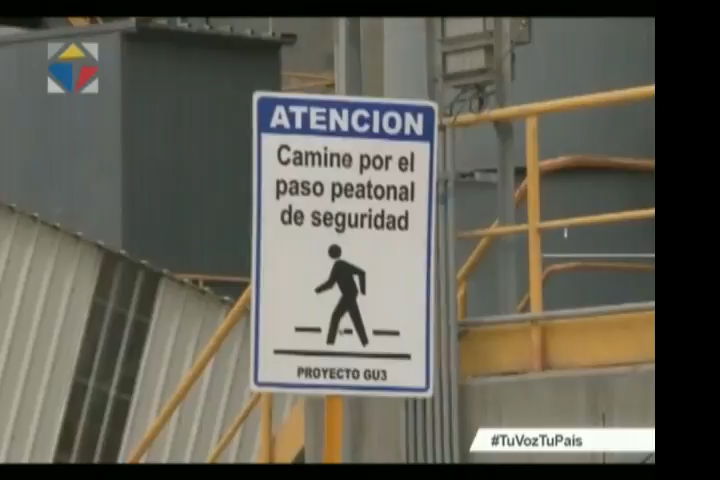 ATENCION
Camine por el
paso peatonal
de seguridad
PROYECTO GU3
#TuVozTuPaís